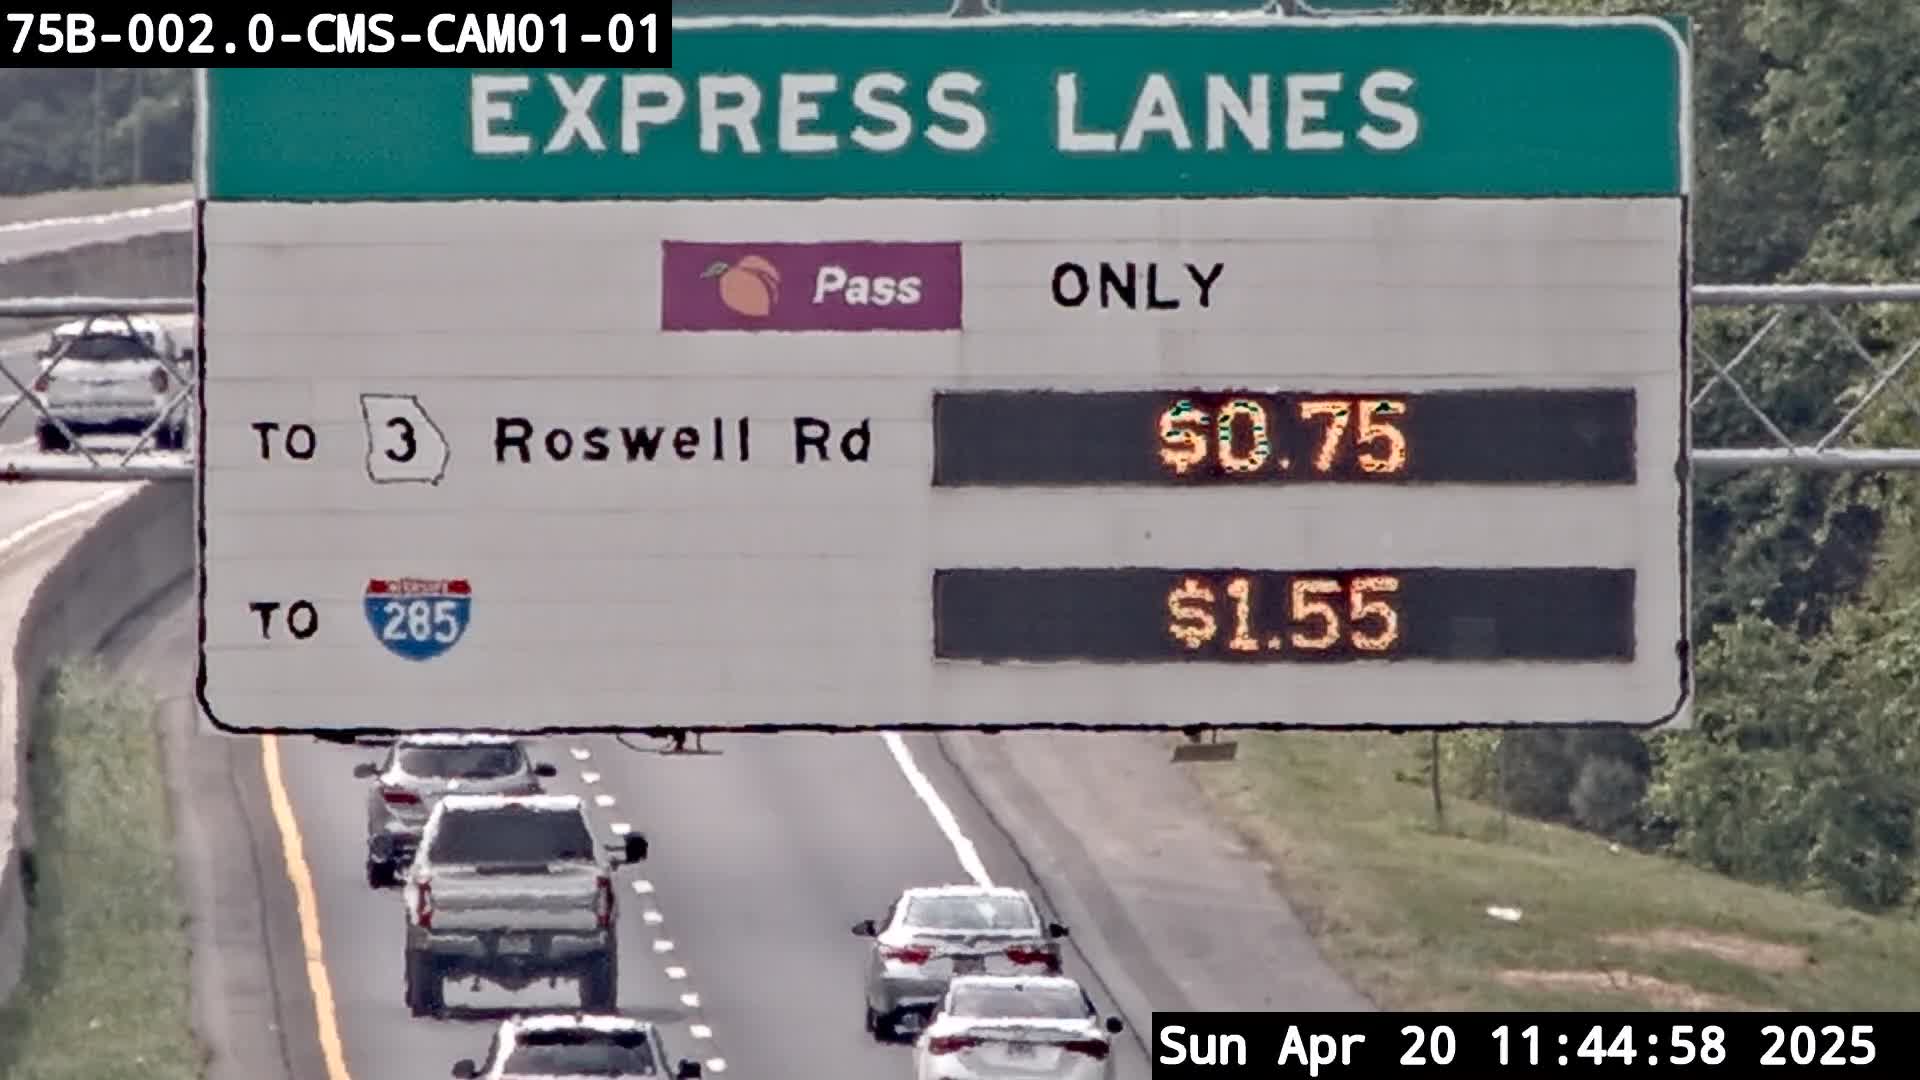 75B-002.0-CMS-CAM01-01
EXPRESS LANES
Pass ONLY
TO 3 Roswell Rd $0.75
INTERSTATE
TO 285 $1.55
Sun Apr 20 11:44:58 2025